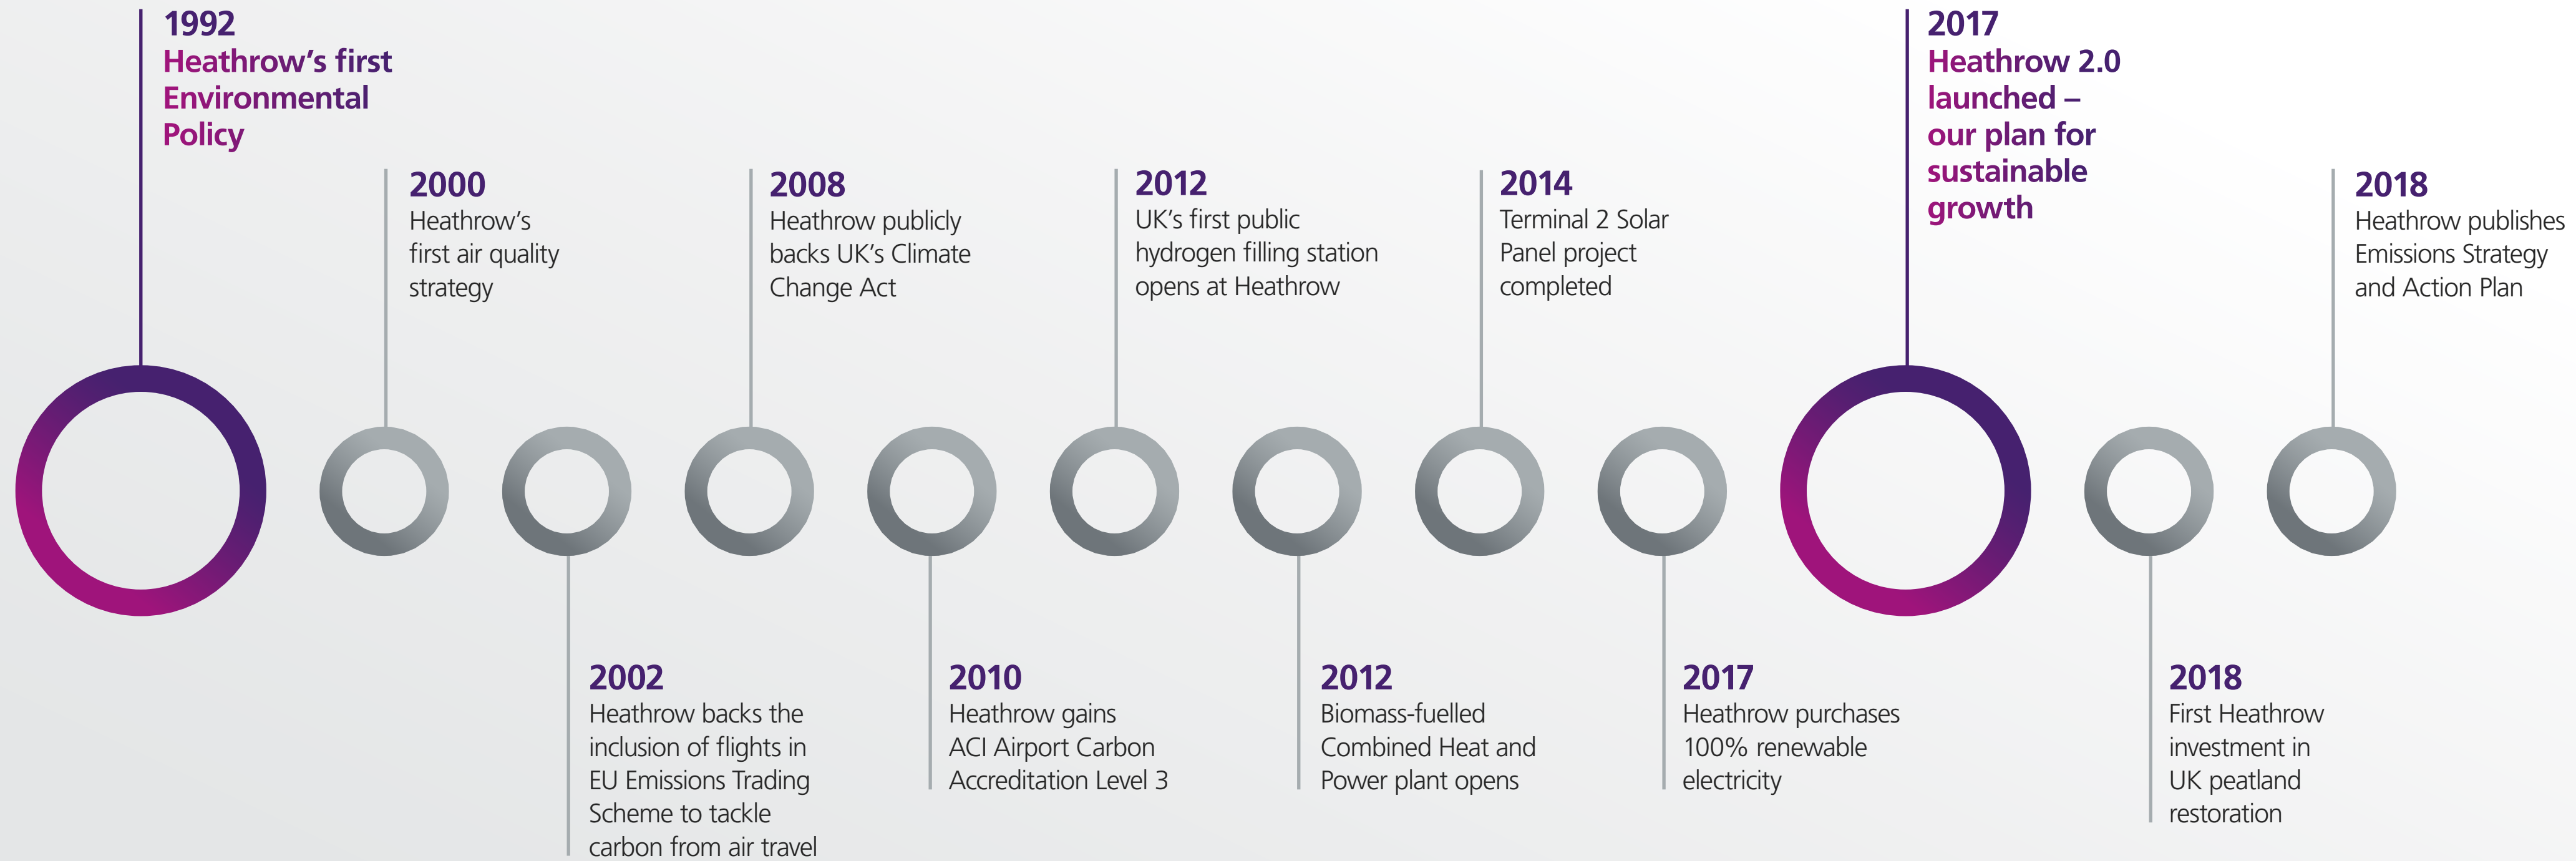 1992
Heathrow’s first
Environmental
Policy
2000
Heathrow’s
first air quality
strategy
2002
Heathrow backs the
inclusion of flights in
EU Emissions Trading
Scheme to tackle
carbon from air travel
2008
Heathrow publicly
backs UK’s Climate
Change Act
2010
Heathrow gains
ACI Airport Carbon
Accreditation Level 3
2012
UK’s first public
hydrogen filling station
opens at Heathrow
2012
Biomass-fuelled
Combined Heat and
Power plant opens
2014
Terminal 2 Solar
Panel project
completed
2017
Heathrow purchases
100% renewable
electricity
2017
Heathrow 2.0
launched –
our plan for
sustainable
growth
2018
First Heathrow
investment in
UK peatland
restoration
2018
Heathrow publishes
Emissions Strategy
and Action Plan